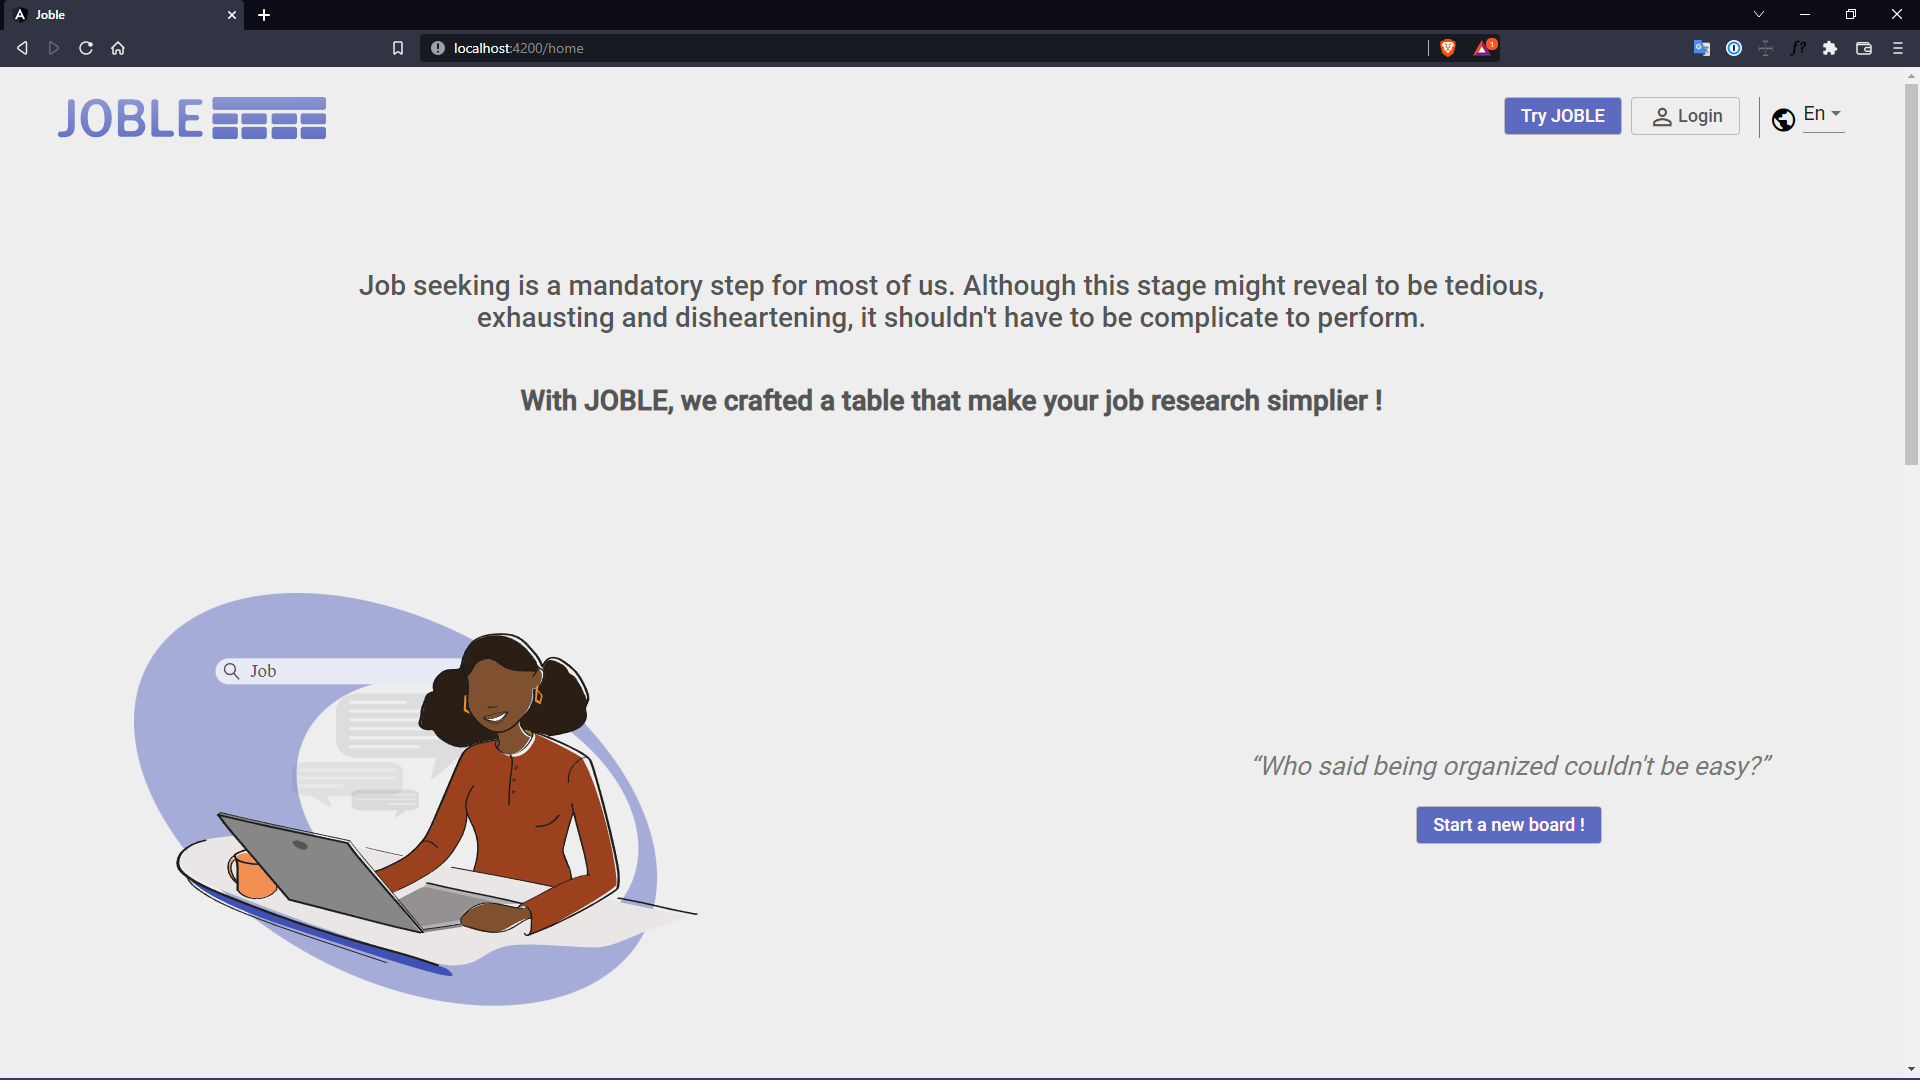 Joble
localhost:4200/home
1
f?
JOBLE
Try JOBLE
Login
En
Job seeking is a mandatory step for most of us. Although this stage might reveal to be tedious,
exhausting and disheartening, it shouldn't have to be complicate to perform.
With JOBLE, we crafted a table that make your job research simplier !
Job
“Who said being organized couldn't be easy?”
Start a new board !